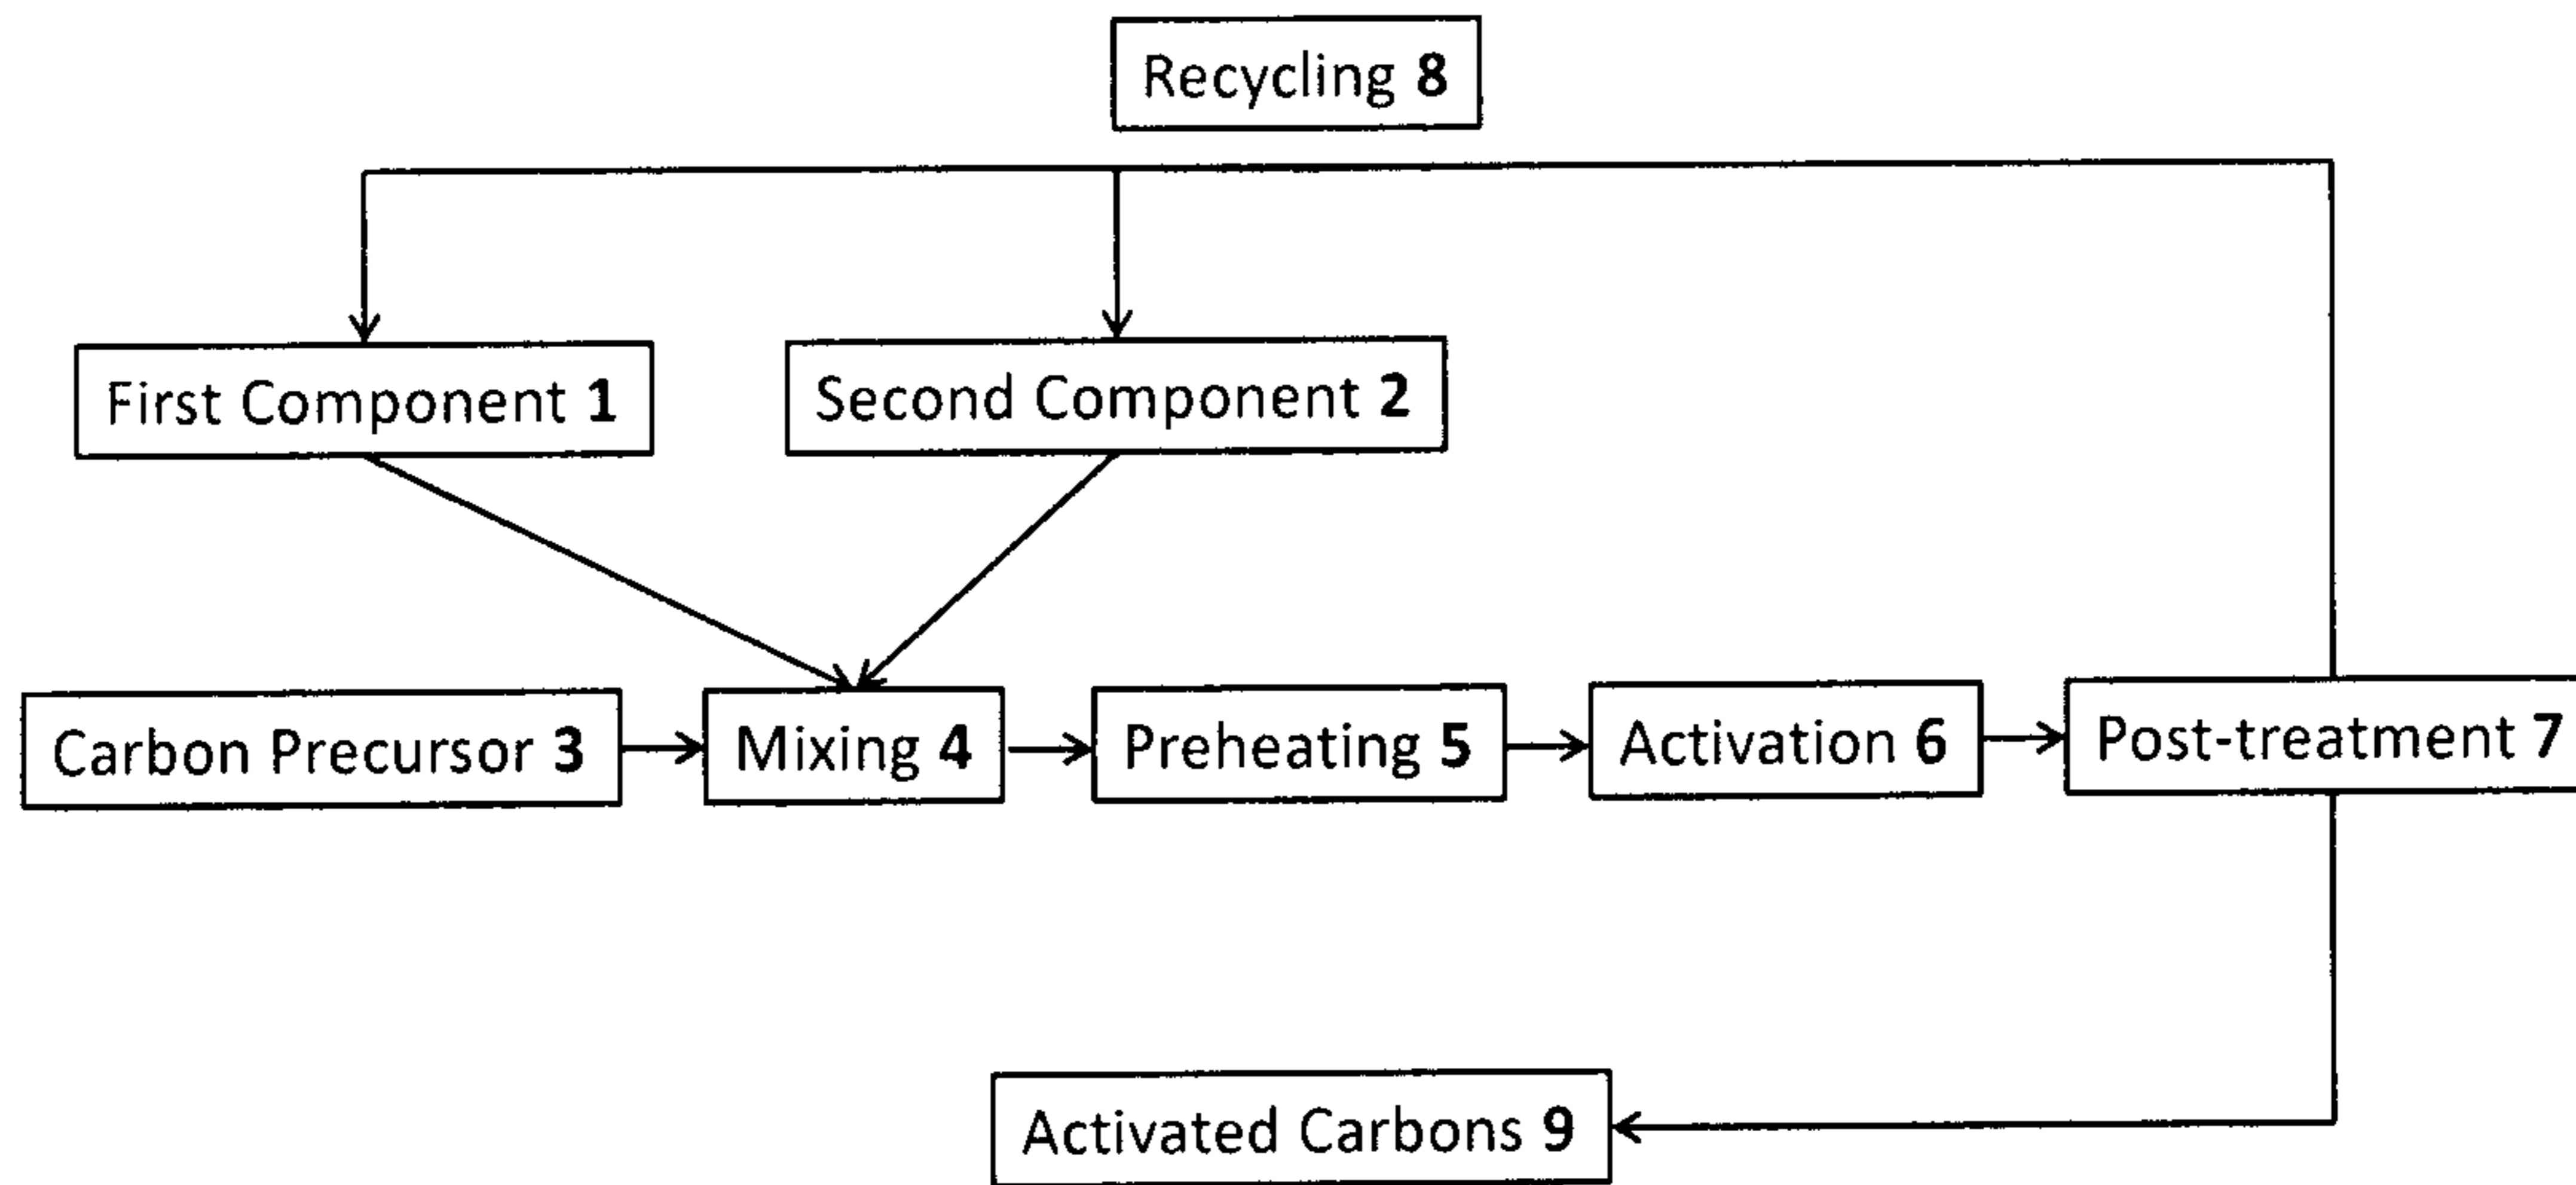 Recycling 8
First Component 1
Second Component 2
Carbon Precursor 3
Mixing 4
Preheating 5
Activation 6
Post-treatment 7
Activated Carbons 9